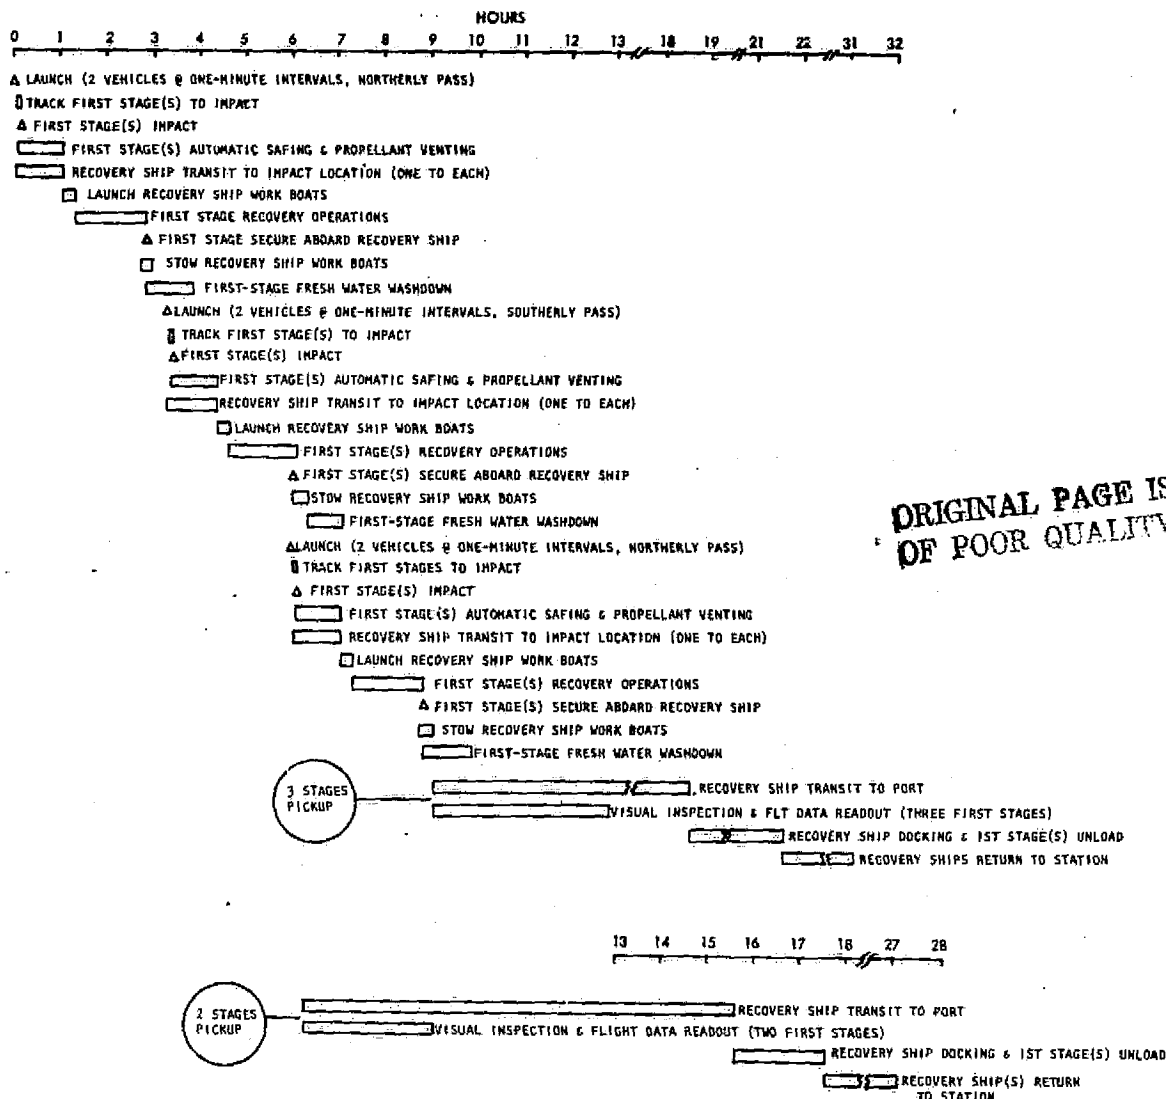 HOURS
0 1 2 3 4 5 6 7 9 10 11 12 13 18 19 21 22 31 32
LAUNCH (2 VEHICLES @ ONE-MINUTE INTERVALS, NORTHERLY PASS)
TRACK FIRST STAGE(S) TO IMPACT
FIRST STAGE(S) IMPACT
FIRST STAGE(S) AUTOMATIC SAFING & PROPELLANT VENTING
RECOVERY SHIP TRANSIT TO IMPACT LOCATION (ONE TO EACH)
LAUNCH RECOVERY SHIP WORK BOATS
FIRST STAGE RECOVERY OPERATIONS
FIRST STAGE SECURE ABOARD RECOVERY SHIP
STOW RECOVERY SHIP WORK BOATS
FIRST-STAGE FRESH WATER WASHDOWN
LAUNCH (2 VEHICLES @ ONE-MINUTE INTERVALS, SOUTHERLY PASS)
TRACK FIRST STAGE(S) TO IMPACT
FIRST STAGE(S) IMPACT
FIRST STAGE(S) AUTOMATIC SAFING & PROPELLANT VENTING
RECOVERY SHIP TRANSIT TO IMPACT LOCATION (ONE TO EACH)
LAUNCH RECOVERY SHIP WORK BOATS
FIRST STAGE(S) RECOVERY OPERATIONS
FIRST STAGE(S) SECURE ABOARD RECOVERY SHIP
STOW RECOVERY SHIP WORK BOATS
FIRST-STAGE FRESH WATER WASHDOWN
ORIGINAL PAGE IS
OF POOR QUALITY
LAUNCH (2 VEHICLES @ ONE-MINUTE INTERVALS, NORTHERLY PASS)
TRACK FIRST STAGES TO IMPACT
FIRST STAGE(S) IMPACT
FIRST STAGE(S) AUTOMATIC SAFING & PROPELLANT VENTING
RECOVERY SHIP TRANSIT TO IMPACT LOCATION (ONE TO EACH)
LAUNCH RECOVERY SHIP WORK BOATS
FIRST STAGE(S) RECOVERY OPERATIONS
FIRST STAGE(S) SECURE ABOARD RECOVERY SHIP
STOW RECOVERY SHIP WORK BOATS
FIRST-STAGE FRESH WATER WASHDOWN
3 STAGES
PICKUP
RECOVERY SHIP TRANSIT TO PORT
VISUAL INSPECTION & FLT DATA READOUT (THREE FIRST STAGES)
RECOVERY SHIP DOCKING & 1ST STAGE(S) UNLOAD
RECOVERY SHIPS RETURN TO STATION
13 14 15 16 17 18 27 28
2 STAGES
PICKUP
RECOVERY SHIP TRANSIT TO PORT
VISUAL INSPECTION & FLIGHT DATA READOUT (TWO FIRST STAGES)
RECOVERY SHIP DOCKING & 1ST STAGE(S) UNLOAD
RECOVERY SHIP(S) RETURN
TO STATION